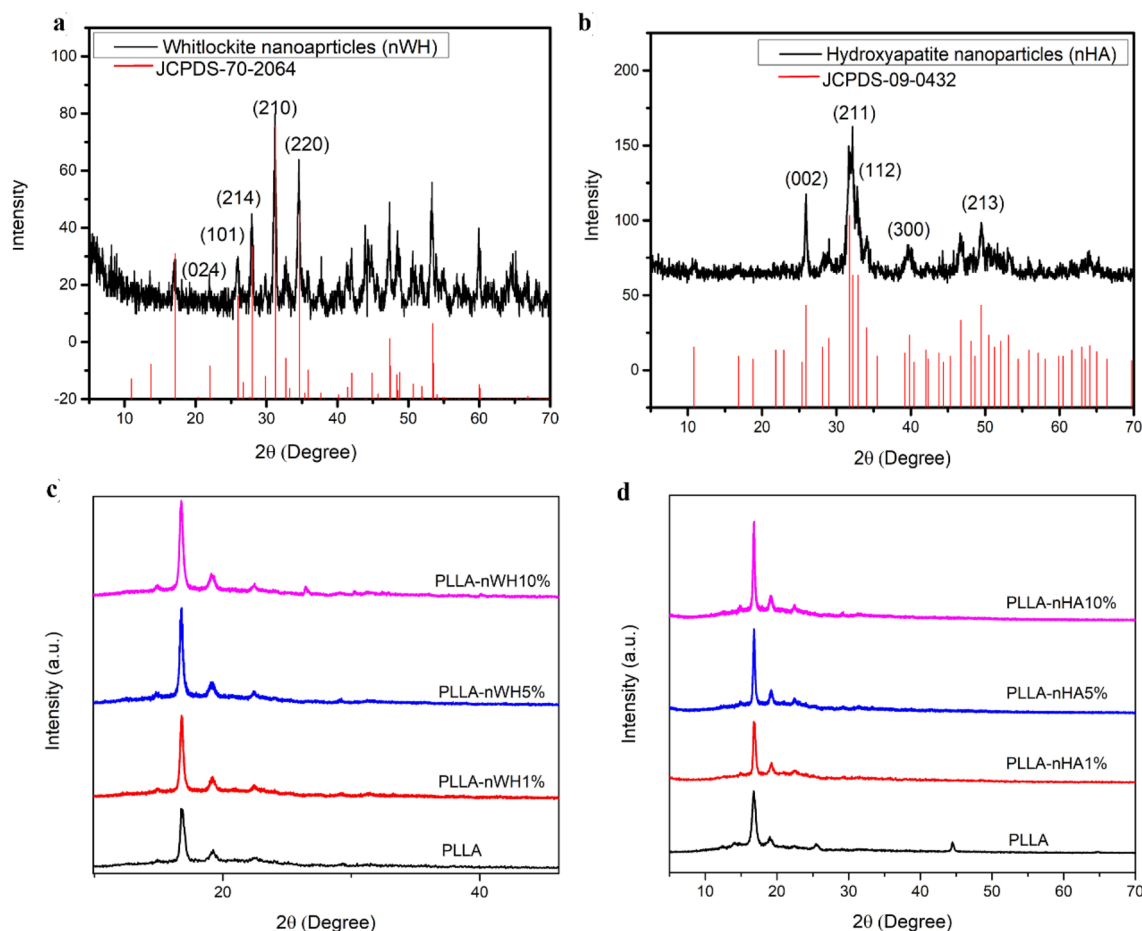 a
Whitlockite nanoaprticles (nWH)
JCPDS-70-2064
(210)
(220)
(214)
(101)
(024)
Intensity
100
80
60
40
20
0
-20
10 20 30 40 50 60 70
2θ (Degree)
b
Hydroxyapatite nanoparticles (nHA)
JCPDS-09-0432
(211)
(002)
(112)
(300)
(213)
Intensity
200
150
100
50
0
10 20 30 40 50 60 70
2θ (Degree)
c
PLLA-nWH10%
PLLA-nWH5%
PLLA-nWH1%
PLLA
Intensity (a.u.)
20 40
2θ (Degree)
d
PLLA-nHA10%
PLLA-nHA5%
PLLA-nHA1%
PLLA
Intensity (a.u.)
10 20 30 40 50 60 70
2θ (Degree)